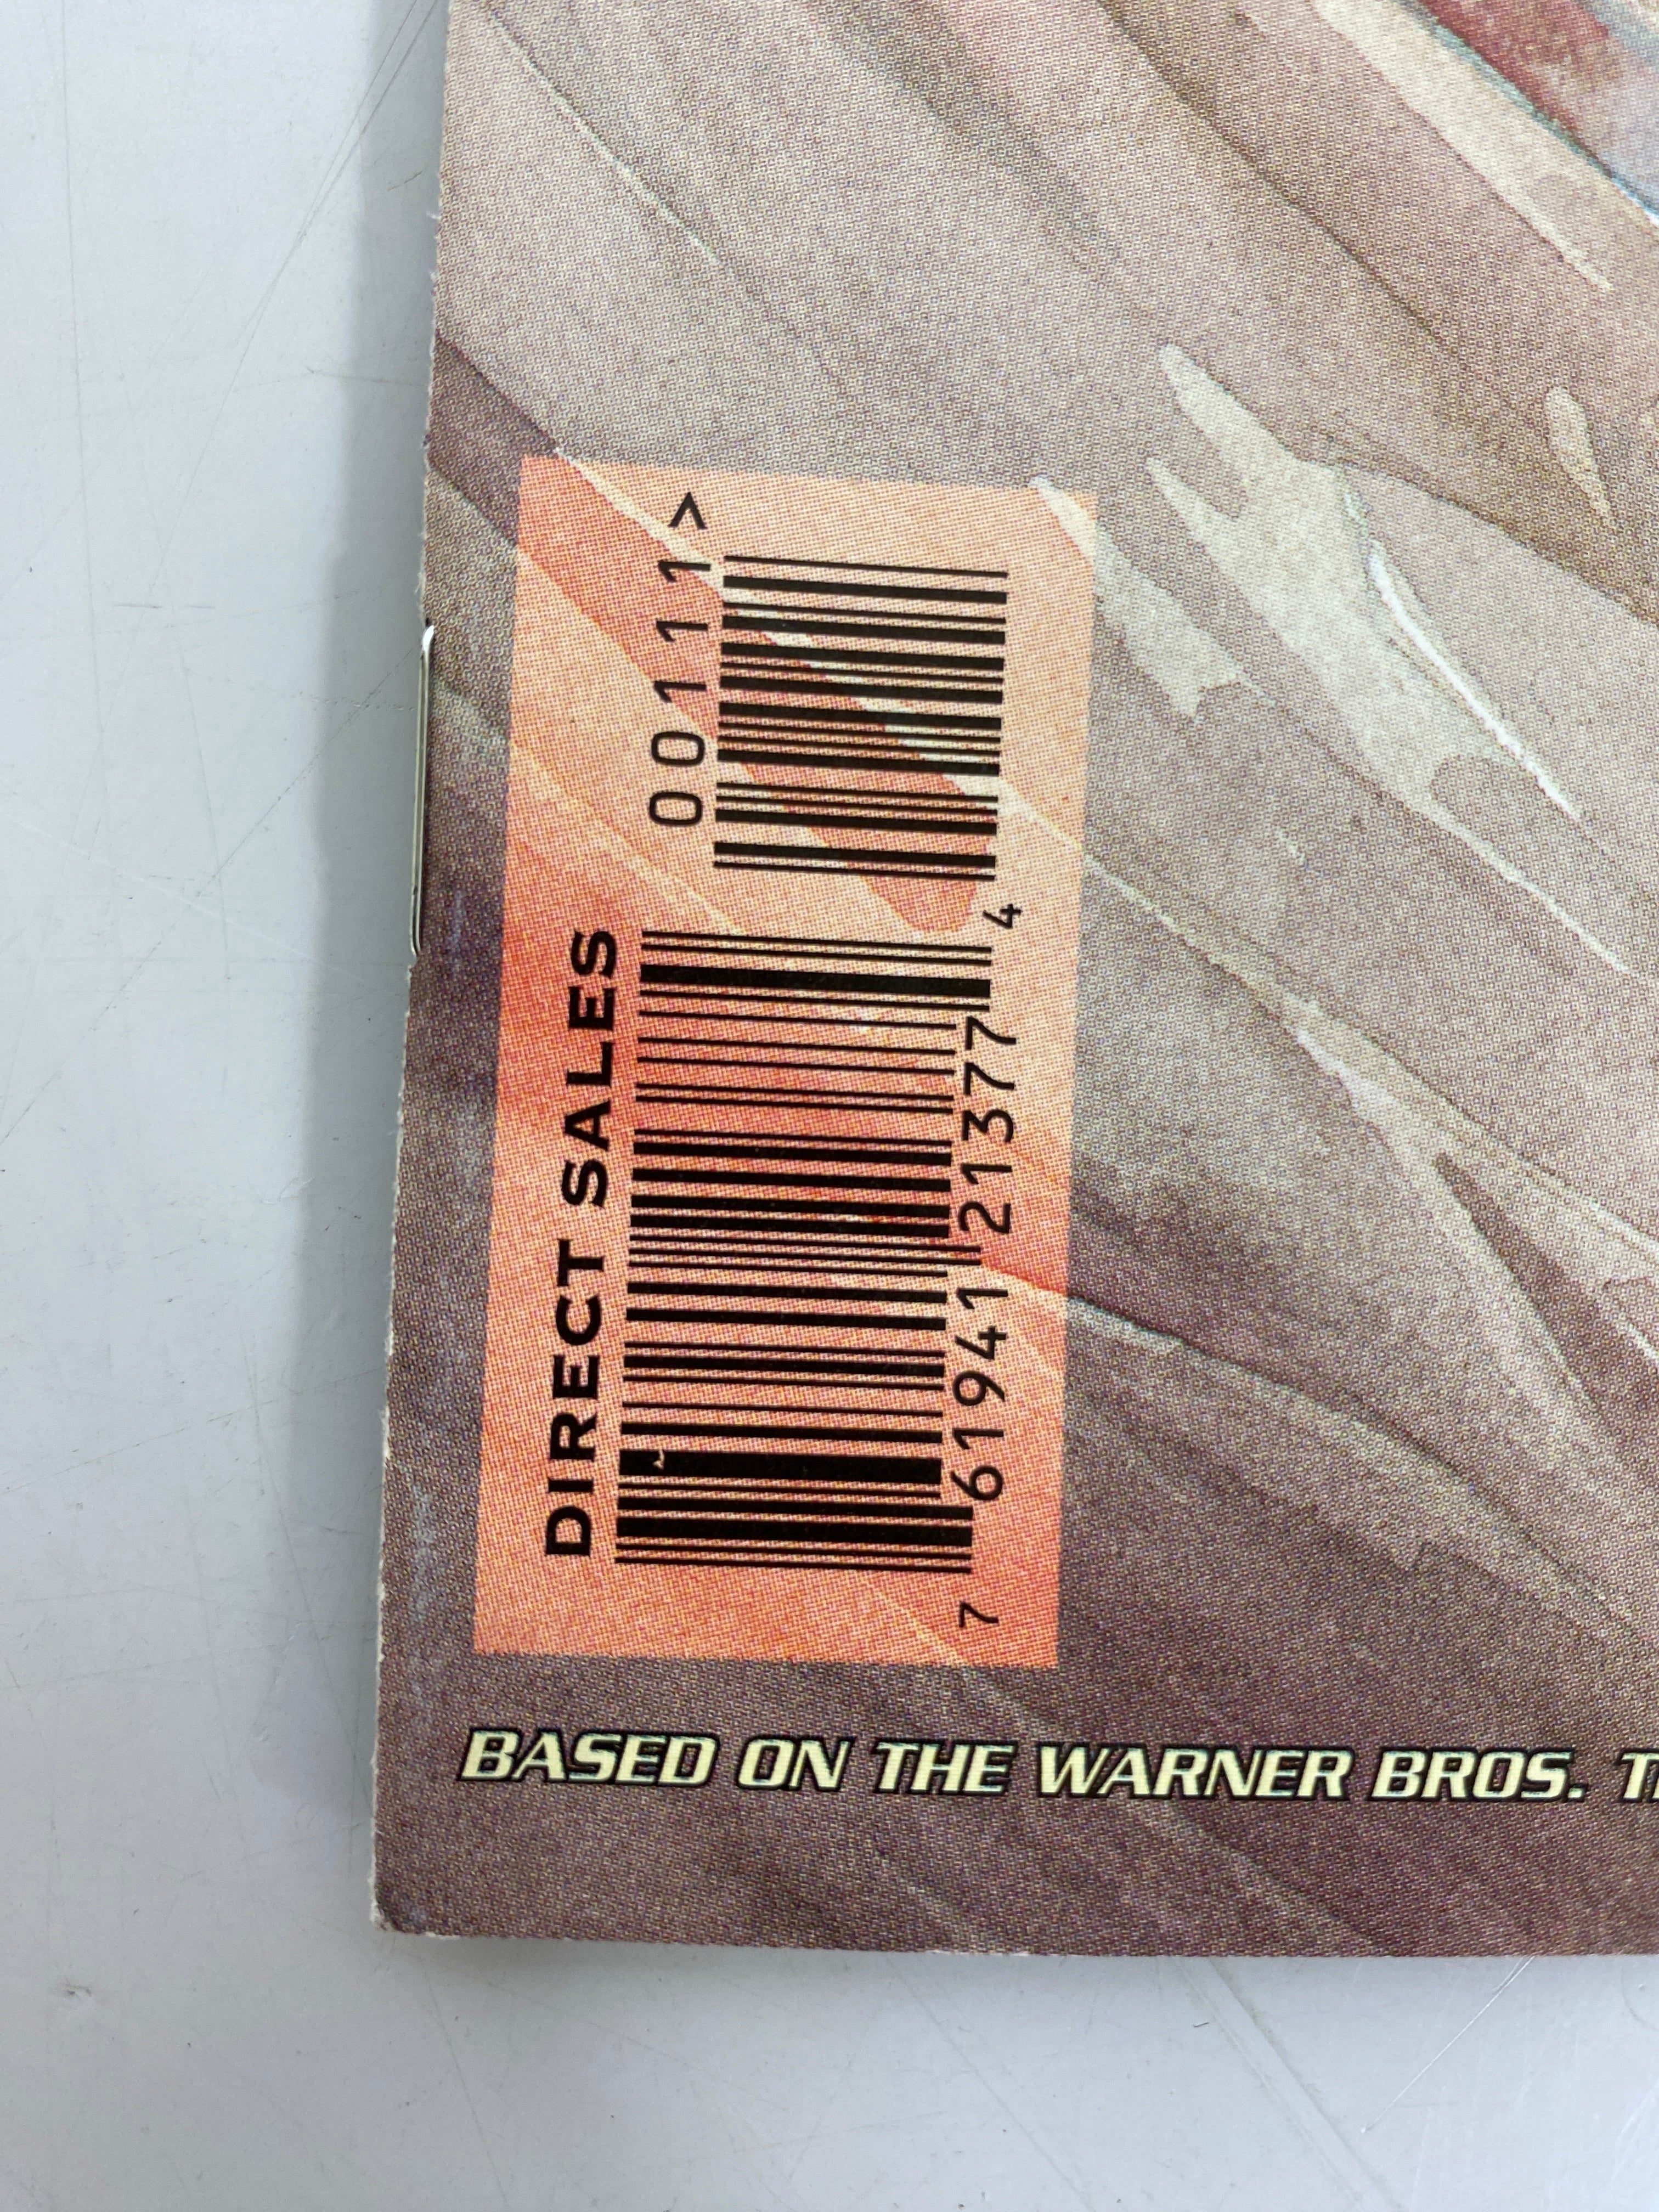 DIRECT SALES
00111>
7 61941 21377 4
BASED ON THE WARNER BROS.